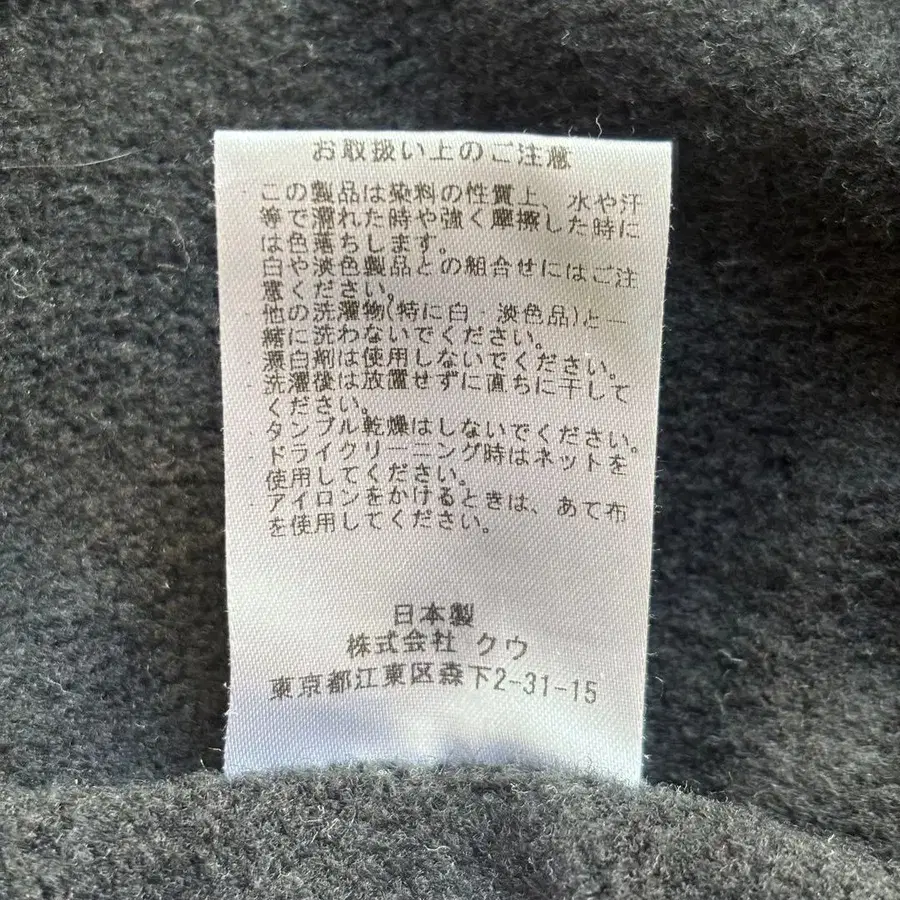 お取扱い上のご注意
・この製品は染料の性質上、水や汗
等で濡れた時や強く摩擦した時に
は色落ちします。
白や淡色製品との組合せにはご注
意ください。
・他の洗濯物(特に白・淡色品)と一
緒に洗わないでください。
・漂白剤は使用しないでください。
・洗濯後は放置せずに直ちに干して
ください。
・タンブル乾燥はしないでください。
・ドライクリーニング時はネットを
使用してください。
・アイロンをかけるときは、あて布
を使用してください。
日本製
株式会社 クウ
東京都江東区森下2-31-15